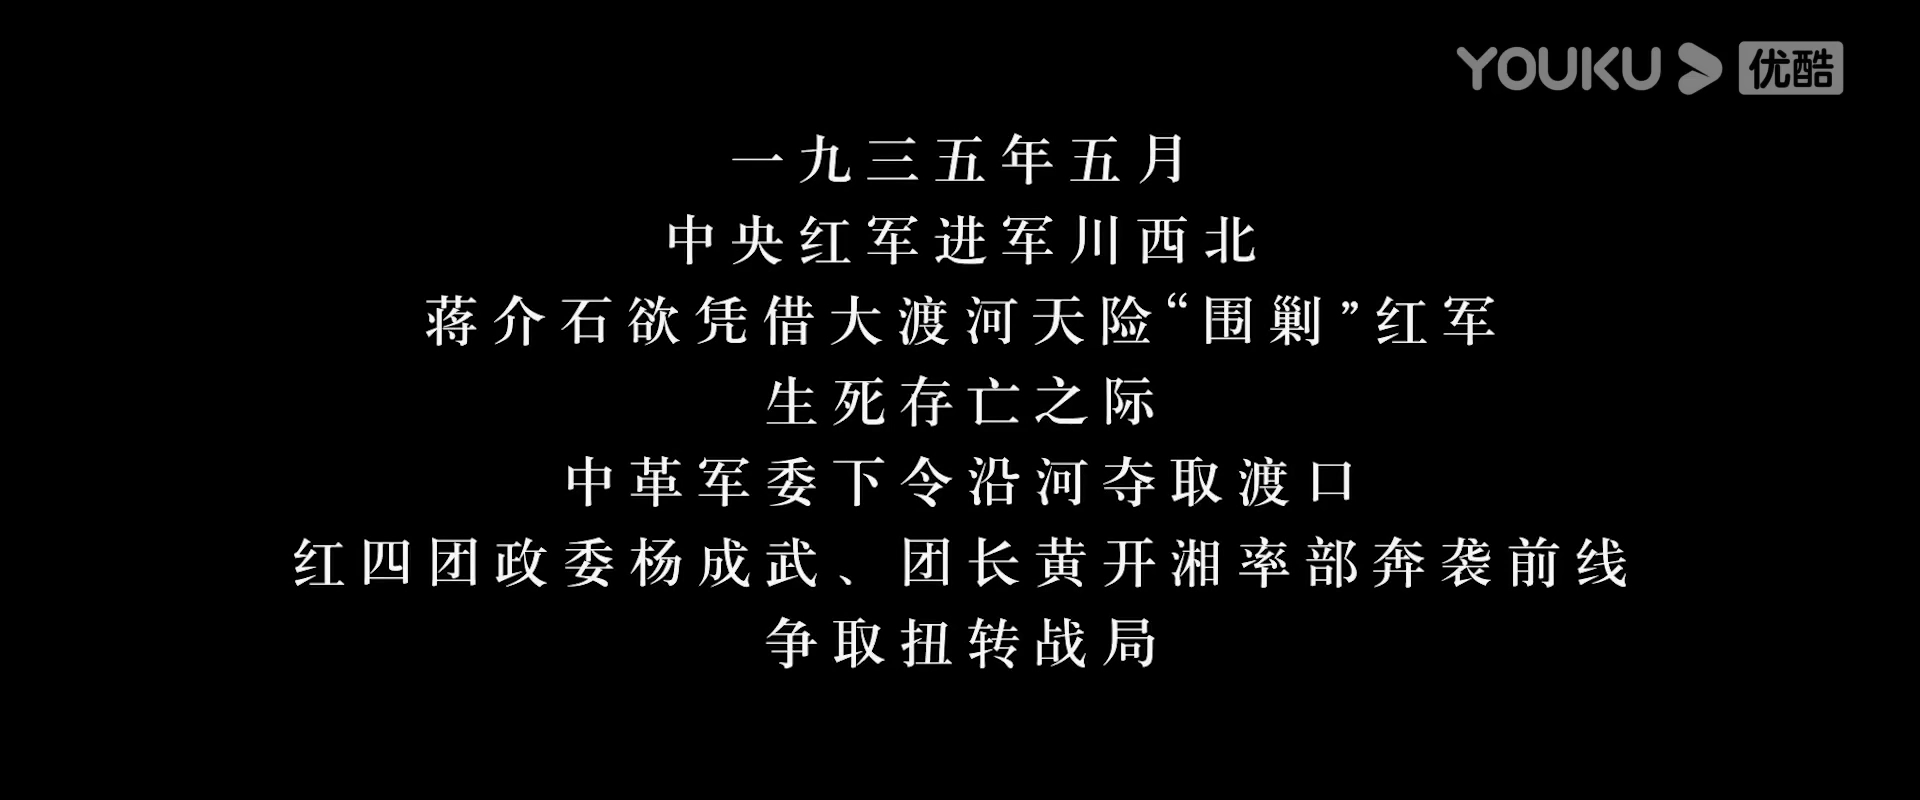 YOUKU 优酷
一九三五年五月
中央红军进军川西北
蒋介石欲凭借大渡河天险“围剿”红军
生死存亡之际
中革军委下令沿河夺取渡口
红四团政委杨成武、团长黄开湘率部奔袭前线
争取扭转战局